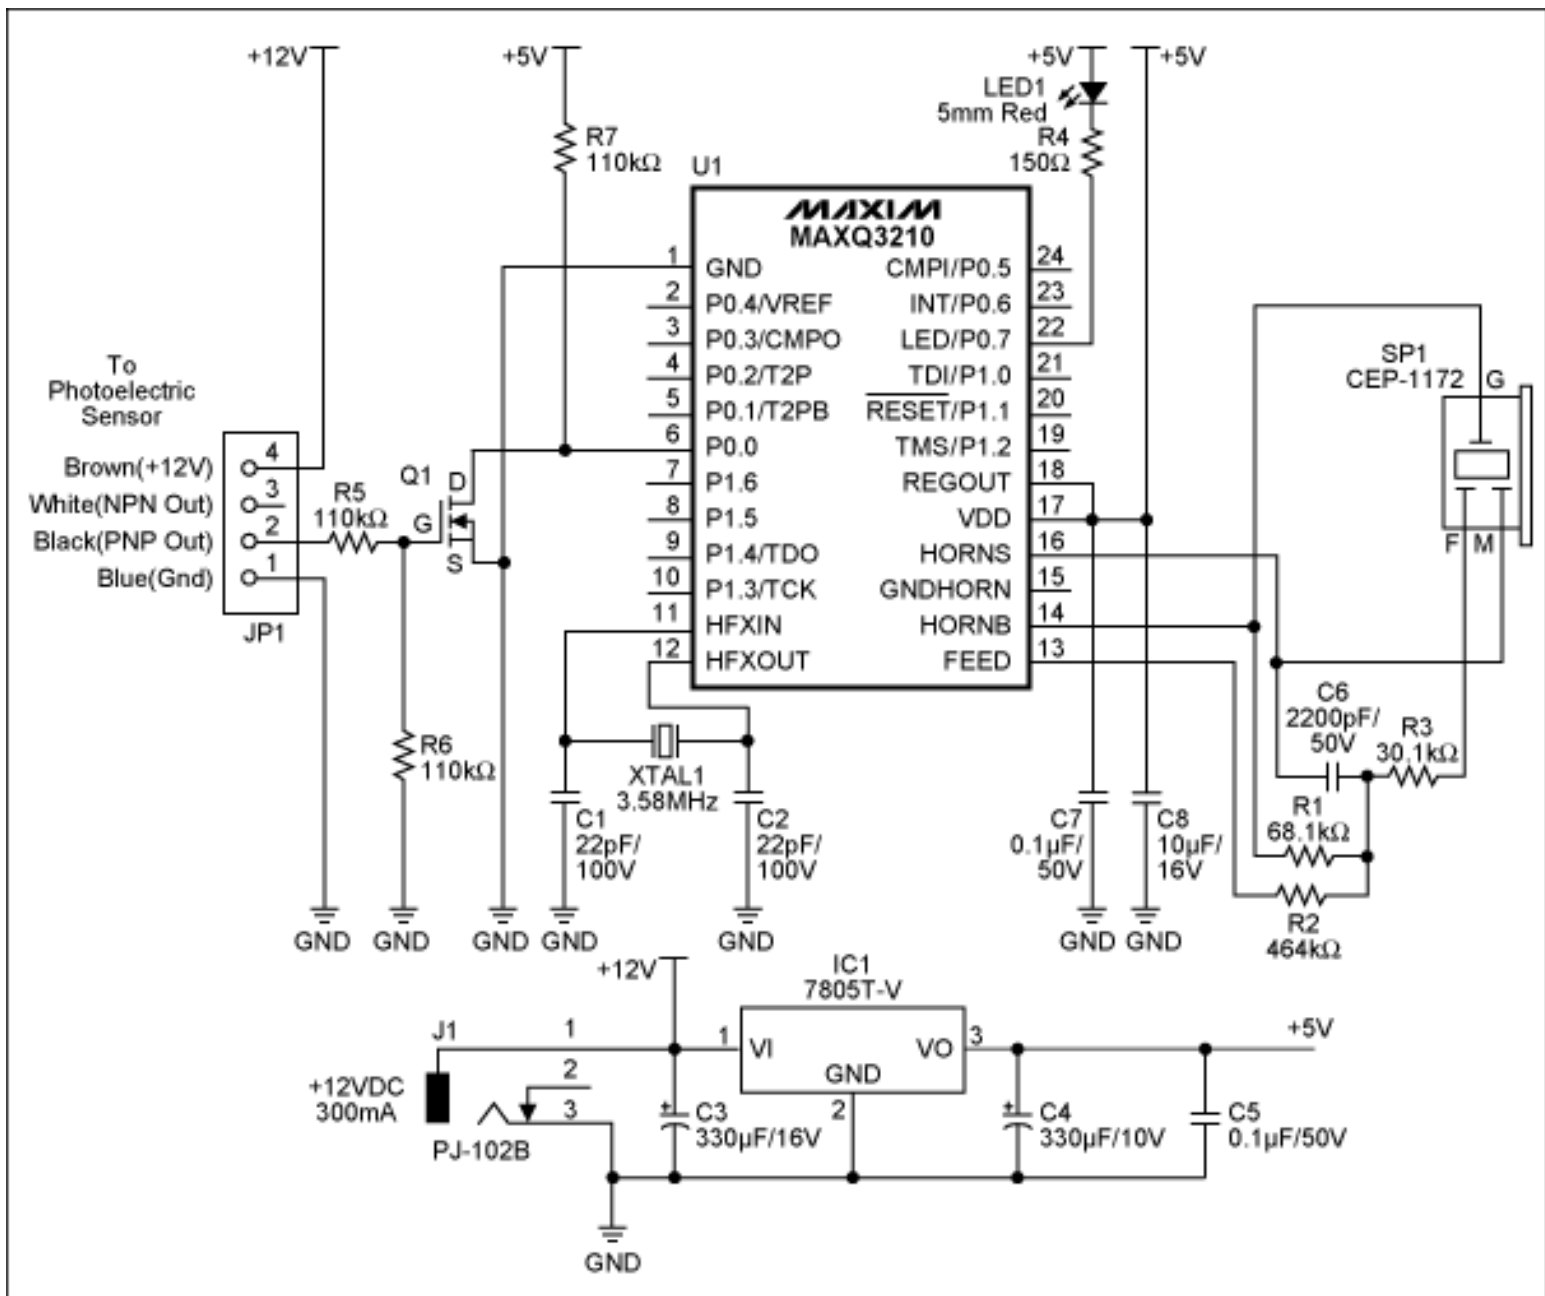 +12V
+5V
+5V
+5V
LED1
5mm Red
R7
110kΩ
R4
150Ω
U1
MAXIM
MAXQ3210
1
GND
CMPI/P0.5
24
2
P0.4/VREF
INT/P0.6
23
3
P0.3/CMPO
LED/P0.7
22
4
P0.2/T2P
TDI/P1.0
21
5
P0.1/T2PB
RESET/P1.1
20
6
P0.0
TMS/P1.2
19
7
P1.6
REGOUT
18
8
P1.5
VDD
17
9
P1.4/TDO
HORNS
16
10
P1.3/TCK
GNDHORN
15
11
HFXIN
HORNB
14
12
HFXOUT
FEED
13
To
Photoelectric
Sensor
Brown(+12V)
4
White(NPN Out)
3
Black(PNP Out)
2
Blue(Gnd)
1
JP1
R5
110kΩ
Q1
D
G
S
SP1
CEP-1172
G
F
M
R6
110kΩ
XTAL1
3.58MHz
C1
22pF/
100V
C2
22pF/
100V
C7
0.1µF/
50V
C8
10µF/
16V
C6
2200pF/
50V
R3
30.1kΩ
R1
68.1kΩ
R2
464kΩ
GND
GND
GND
GND
GND
GND
GND
+12V
IC1
7805T-V
J1
1
1
VI
VO
3
+5V
GND
2
2
3
+12VDC
300mA
PJ-102B
+
C3
330µF/16V
+
C4
330µF/10V
C5
0.1µF/50V
GND